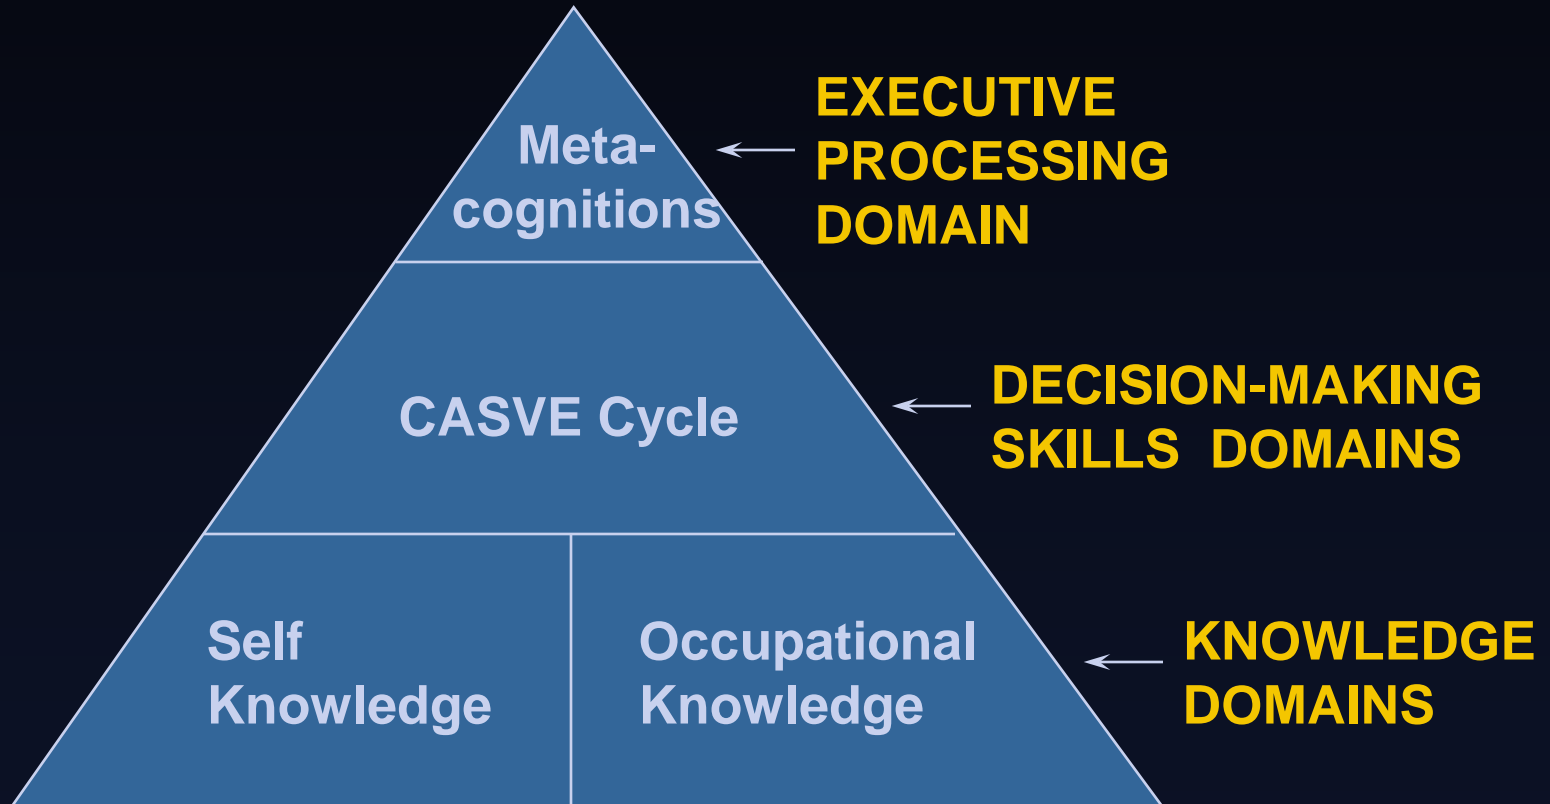 Meta-
cognitions
EXECUTIVE
PROCESSING
DOMAIN
CASVE Cycle
DECISION-MAKING
SKILLS DOMAINS
Self
Knowledge
Occupational
Knowledge
KNOWLEDGE
DOMAINS